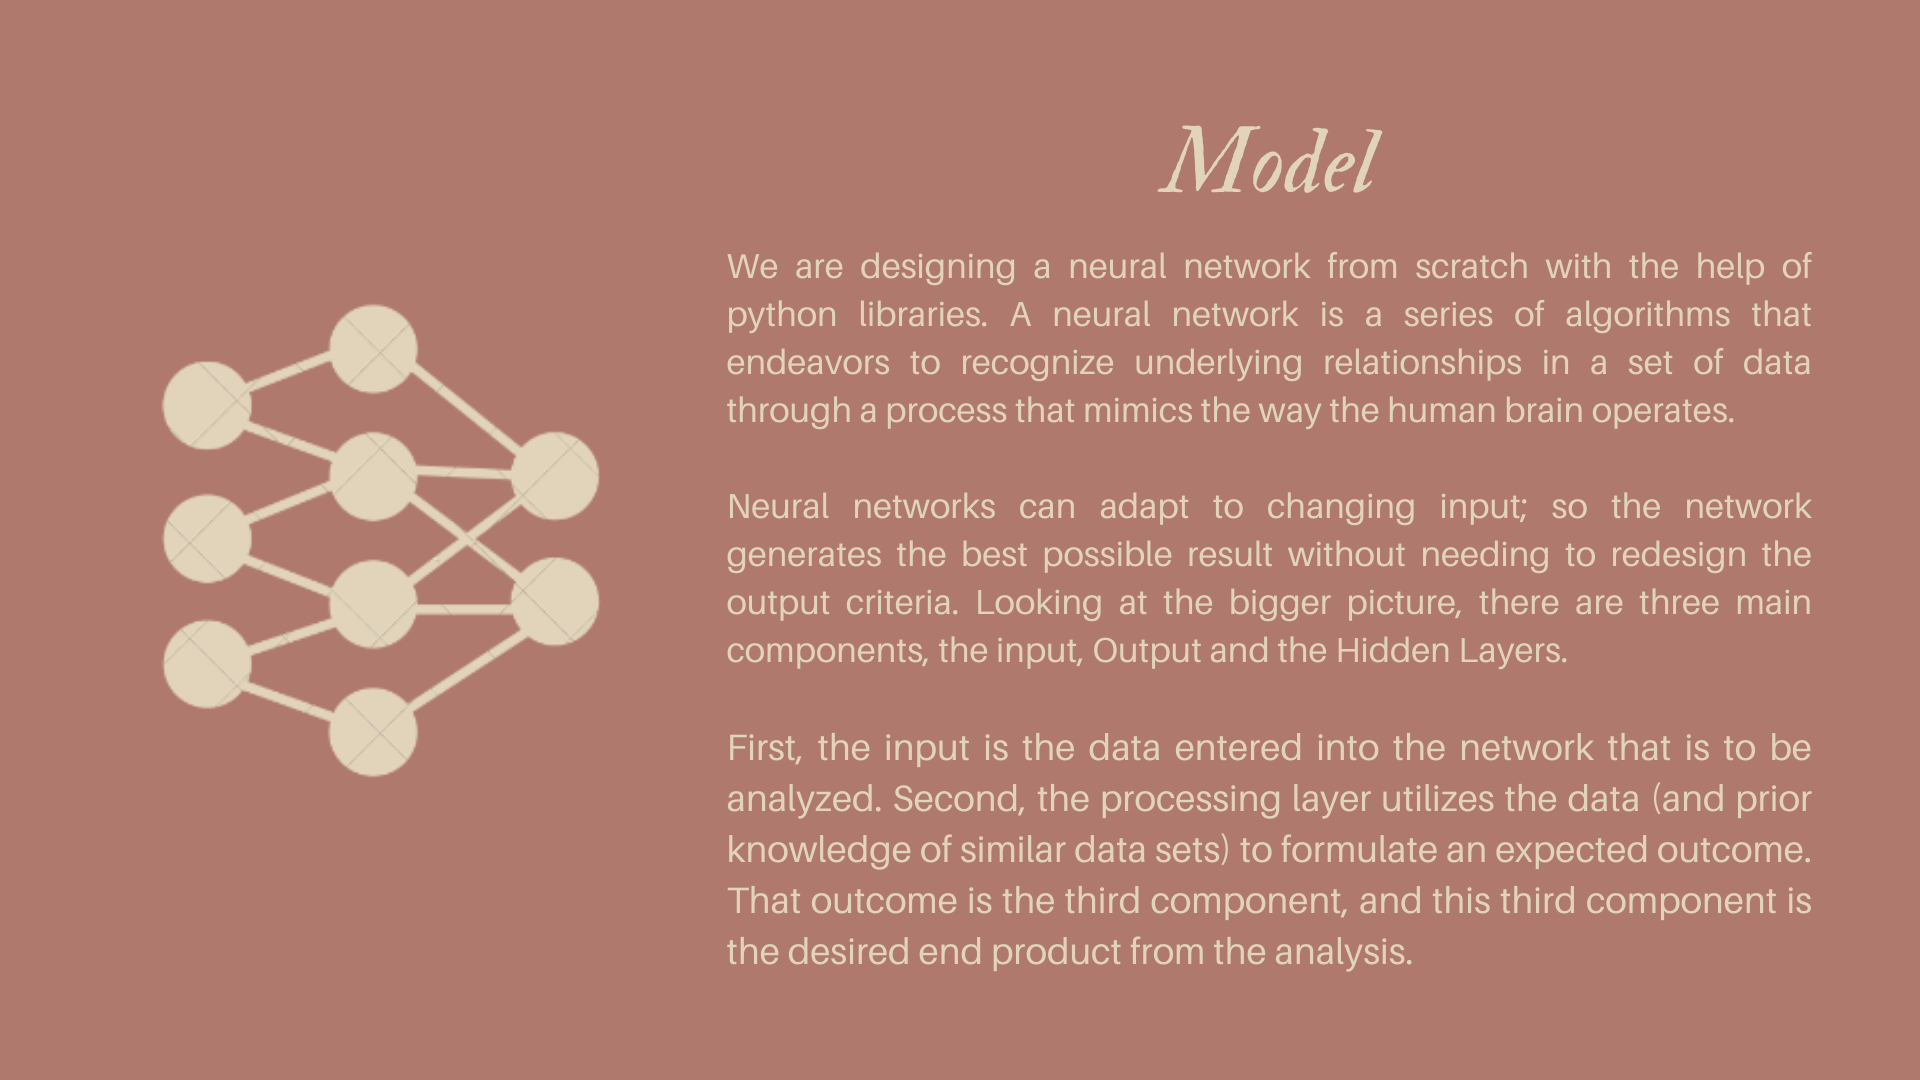 Model
We are designing a neural network from scratch with the help of
python libraries. A neural network is a series of algorithms that
endeavors to recognize underlying relationships in a set of data
through a process that mimics the way the human brain operates.
Neural networks can adapt to changing input; so the network
generates the best possible result without needing to redesign the
output criteria. Looking at the bigger picture, there are three main
components, the input, Output and the Hidden Layers.
First, the input is the data entered into the network that is to be
analyzed. Second, the processing layer utilizes the data (and prior
knowledge of similar data sets) to formulate an expected outcome.
That outcome is the third component, and this third component is
the desired end product from the analysis.